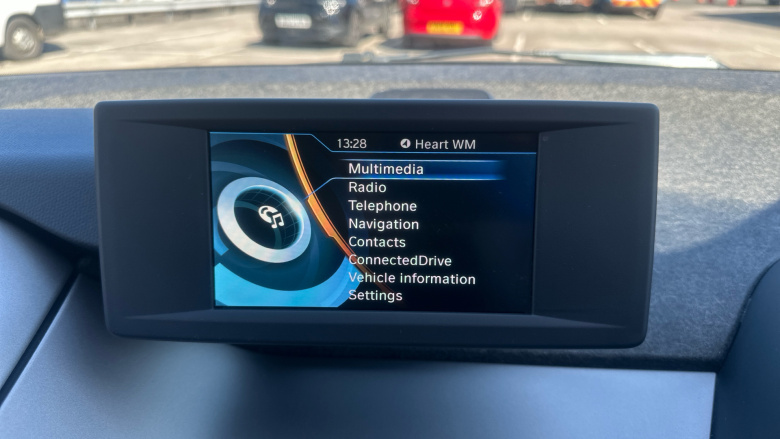 13:28 Heart WM
Multimedia
Radio
Telephone
Navigation
Contacts
ConnectedDrive
Vehicle information
Settings